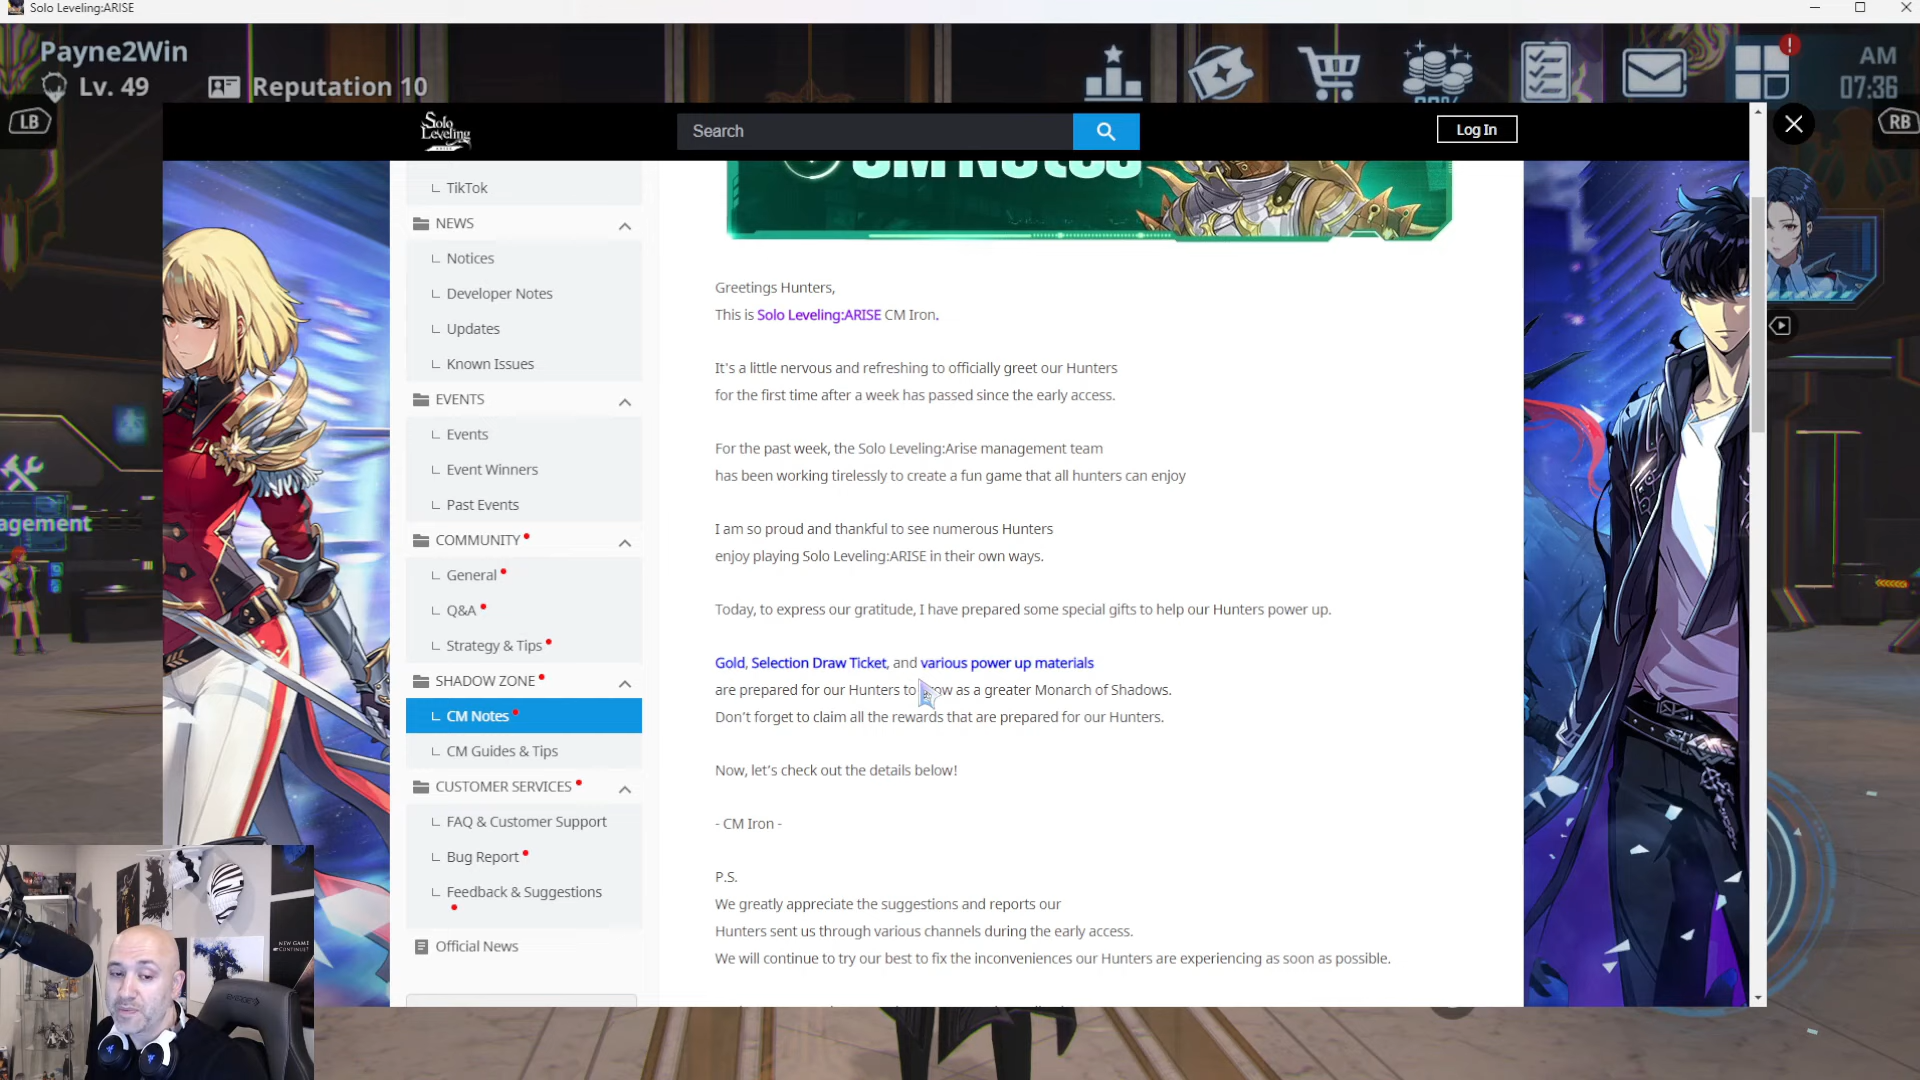 Solo Leveling:ARISE
Payne2Win
Lv. 49
Reputation 10
AM
07:36
LB
RB
Solo
Leveling
ARISE
Search
Log In
CM NOTES
TikTok
NEWS
Notices
Developer Notes
Updates
Known Issues
EVENTS
Events
Event Winners
Past Events
COMMUNITY
General
Q&A
Strategy & Tips
SHADOW ZONE
CM Notes
CM Guides & Tips
CUSTOMER SERVICES
FAQ & Customer Support
Bug Report
Feedback & Suggestions
Official News
Greetings Hunters,
This is Solo Leveling:ARISE CM Iron.
It's a little nervous and refreshing to officially greet our Hunters
for the first time after a week has passed since the early access.
For the past week, the Solo Leveling:Arise management team
has been working tirelessly to create a fun game that all hunters can enjoy
I am so proud and thankful to see numerous Hunters
enjoy playing Solo Leveling:ARISE in their own ways.
Today, to express our gratitude, I have prepared some special gifts to help our Hunters power up.
Gold, Selection Draw Ticket, and various power up materials
are prepared for our Hunters to grow as a greater Monarch of Shadows.
Don't forget to claim all the rewards that are prepared for our Hunters.
Now, let's check out the details below!
- CM Iron -
P.S.
We greatly appreciate the suggestions and reports our
Hunters sent us through various channels during the early access.
We will continue to try our best to fix the inconveniences our Hunters are experiencing as soon as possible.
agement
NEW GAME
CONTINUE